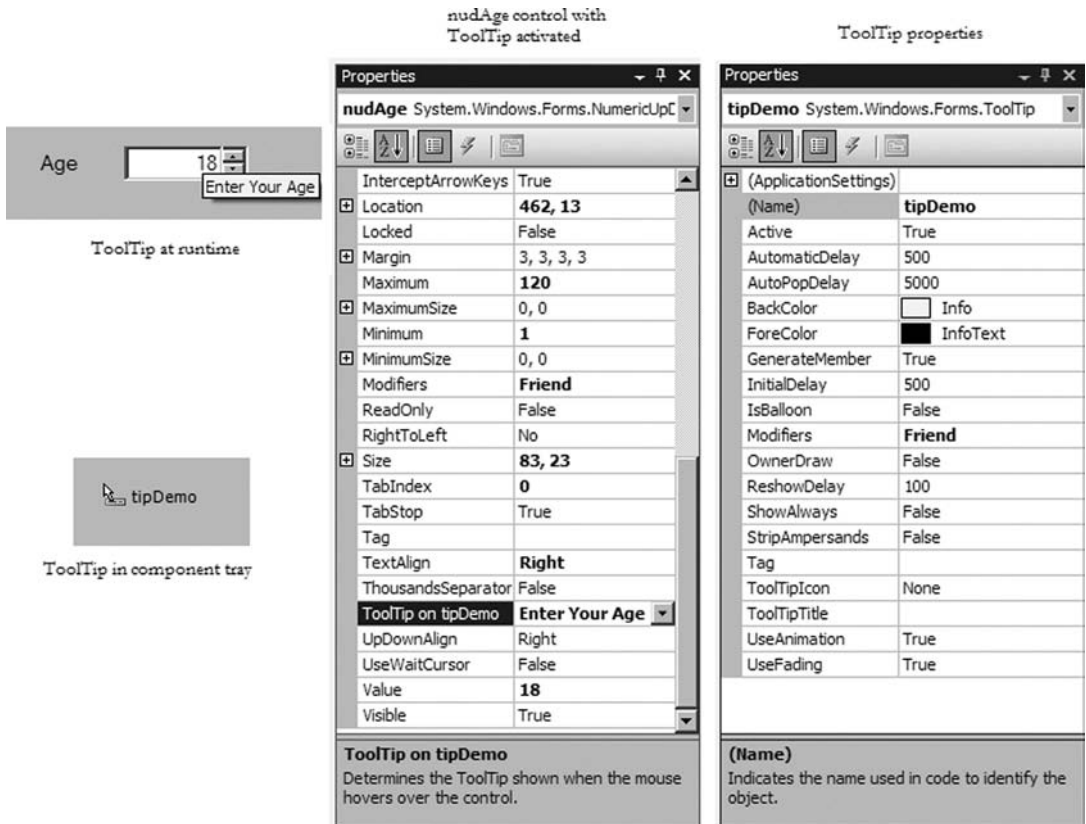 nudAge control with
ToolTip activated
ToolTip properties
Age
18
Enter Your Age
ToolTip at runtime
tipDemo
ToolTip in component tray
Properties
nudAge System.Windows.Forms.NumericUpD
InterceptArrowKeys True
Location 462, 13
Locked False
Margin 3, 3, 3, 3
Maximum 120
MaximumSize 0, 0
Minimum 1
MinimumSize 0, 0
Modifiers Friend
ReadOnly False
RightToLeft No
Size 83, 23
TabIndex 0
TabStop True
Tag
TextAlign Right
ThousandsSeparator False
ToolTip on tipDemo Enter Your Age
UpDownAlign Right
UseWaitCursor False
Value 18
Visible True
ToolTip on tipDemo
Determines the ToolTip shown when the mouse
hovers over the control.
Properties
tipDemo System.Windows.Forms.ToolTip
(ApplicationSettings)
(Name) tipDemo
Active True
AutomaticDelay 500
AutoPopDelay 5000
BackColor Info
ForeColor InfoText
GenerateMember True
InitialDelay 500
IsBalloon False
Modifiers Friend
OwnerDraw False
ReshowDelay 100
ShowAlways False
StripAmpersands False
Tag
ToolTipIcon None
ToolTipTitle
UseAnimation True
UseFading True
(Name)
Indicates the name used in code to identify the
object.